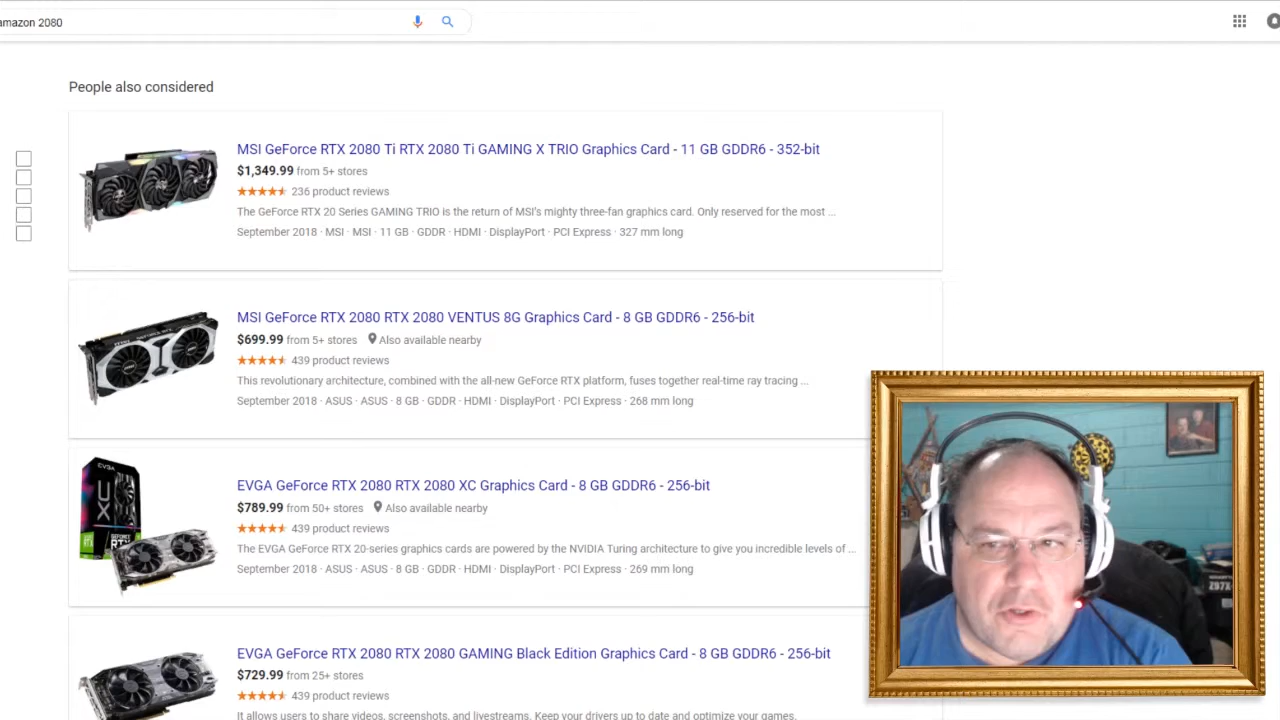 amazon 2080
People also considered
MSI GeForce RTX 2080 Ti RTX 2080 Ti GAMING X TRIO Graphics Card - 11 GB GDDR6 - 352-bit
$1,349.99 from 5+ stores
236 product reviews
The GeForce RTX 20 Series GAMING TRIO is the return of MSI's mighty three-fan graphics card. Only reserved for the most ...
September 2018 · MSI · MSI · 11 GB · GDDR · HDMI · DisplayPort · PCI Express · 327 mm long
MSI GeForce RTX 2080 RTX 2080 VENTUS 8G Graphics Card - 8 GB GDDR6 - 256-bit
$699.99 from 5+ stores Also available nearby
439 product reviews
This revolutionary architecture, combined with the all-new GeForce RTX platform, fuses together real-time ray tracing ...
September 2018 · ASUS · ASUS · 8 GB · GDDR · HDMI · DisplayPort · PCI Express · 268 mm long
EVGA
EVGA GeForce RTX 2080 RTX 2080 XC Graphics Card - 8 GB GDDR6 - 256-bit
$789.99 from 50+ stores Also available nearby
439 product reviews
The EVGA GeForce RTX 20-series graphics cards are powered by the NVIDIA Turing architecture to give you incredible levels of ...
September 2018 · ASUS · ASUS · 8 GB · GDDR · HDMI · DisplayPort · PCI Express · 269 mm long
EVGA GeForce RTX 2080 RTX 2080 GAMING Black Edition Graphics Card - 8 GB GDDR6 - 256-bit
$729.99 from 25+ stores
439 product reviews
It allows users to share videos, screenshots, and livestreams. Keep your drivers up to date and optimize your games.
Z97X